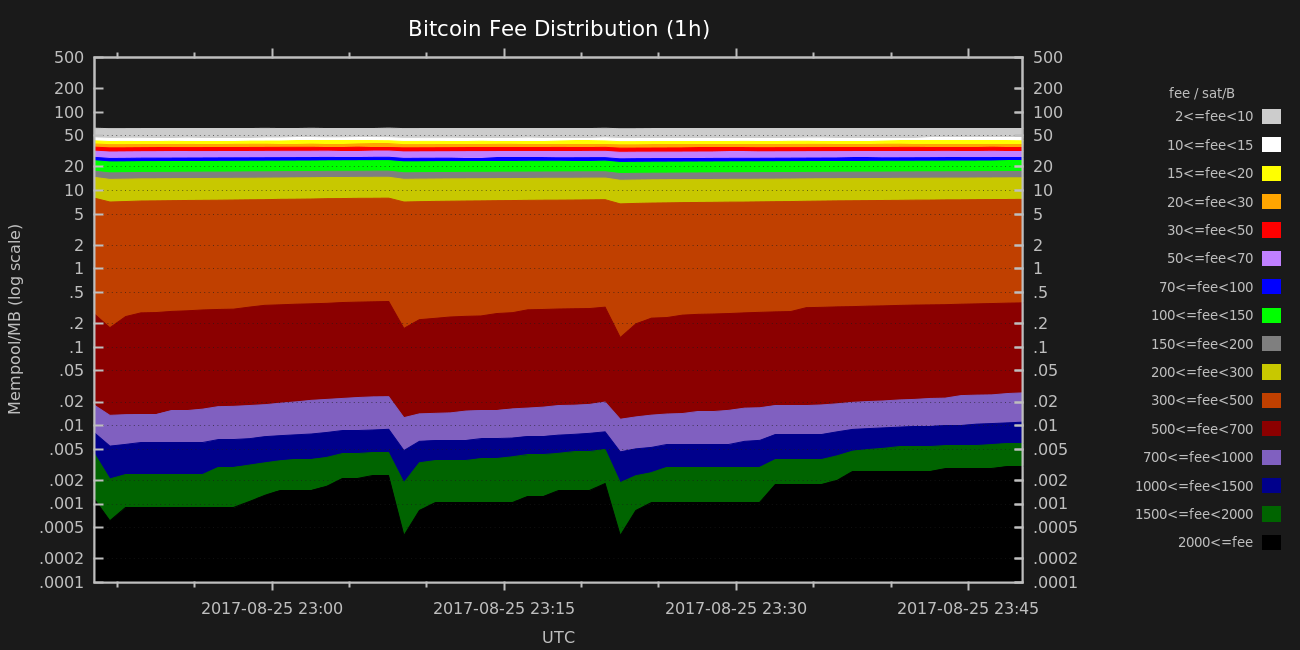 Bitcoin Fee Distribution (1h)
500
200
100
50
20
10
5
2
1
.5
.2
.1
.05
.02
.01
.005
.002
.001
.0005
.0002
.0001
Mempool/MB (log scale)
500
200
100
50
20
10
5
2
1
.5
.2
.1
.05
.02
.01
.005
.002
.001
.0005
.0002
.0001
2017-08-25 23:00
2017-08-25 23:15
2017-08-25 23:30
2017-08-25 23:45
UTC
fee / sat/B
2<=fee<10
10<=fee<15
15<=fee<20
20<=fee<30
30<=fee<50
50<=fee<70
70<=fee<100
100<=fee<150
150<=fee<200
200<=fee<300
300<=fee<500
500<=fee<700
700<=fee<1000
1000<=fee<1500
1500<=fee<2000
2000<=fee